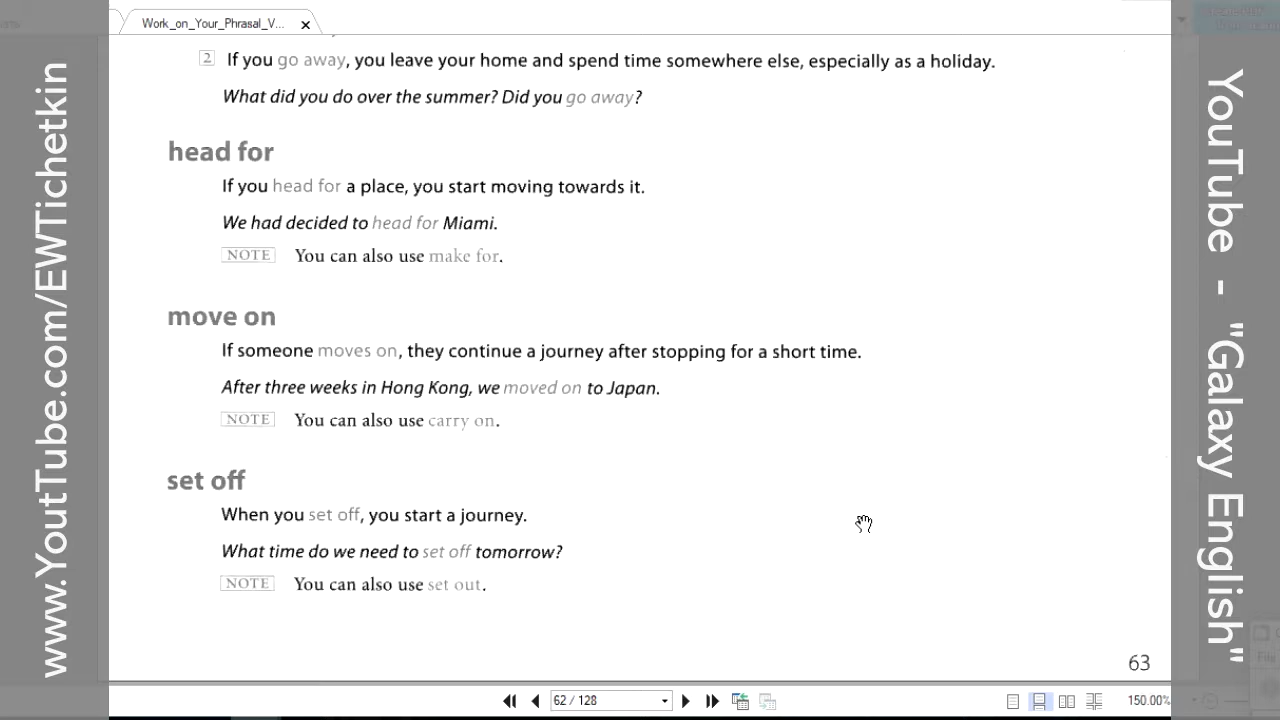 Work_on_Your_Phrasal_V...
2 If you go away, you leave your home and spend time somewhere else, especially as a holiday.
What did you do over the summer? Did you go away?
head for
If you head for a place, you start moving towards it.
We had decided to head for Miami.
NOTE You can also use make for.
move on
If someone moves on, they continue a journey after stopping for a short time.
After three weeks in Hong Kong, we moved on to Japan.
NOTE You can also use carry on.
set off
When you set off, you start a journey.
What time do we need to set off tomorrow?
NOTE You can also use set out.
63
62 / 128
150.00%
www.YoutTube.com/EWTichetkin
YouTube - "Galaxy English"